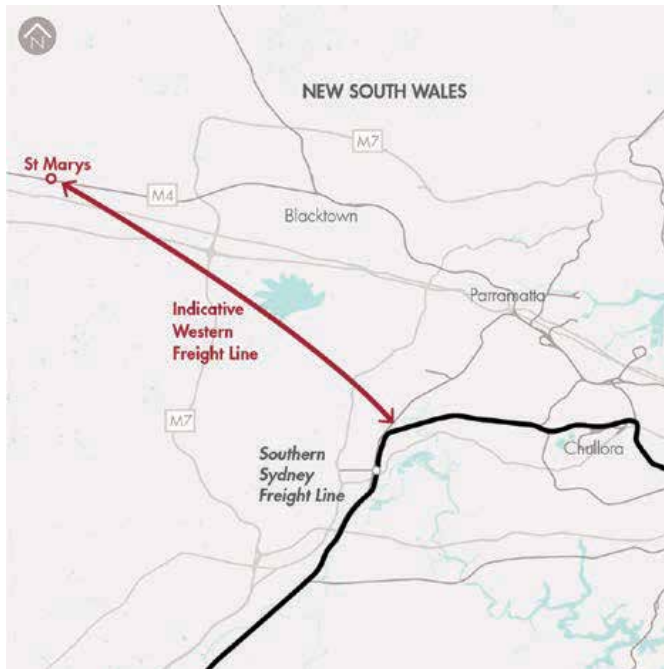 N
NEW SOUTH WALES
M7
St Marys
M4
Blacktown
Parramatta
Indicative
Western
Freight Line
M7
Southern
Sydney
Freight Line
Chullora